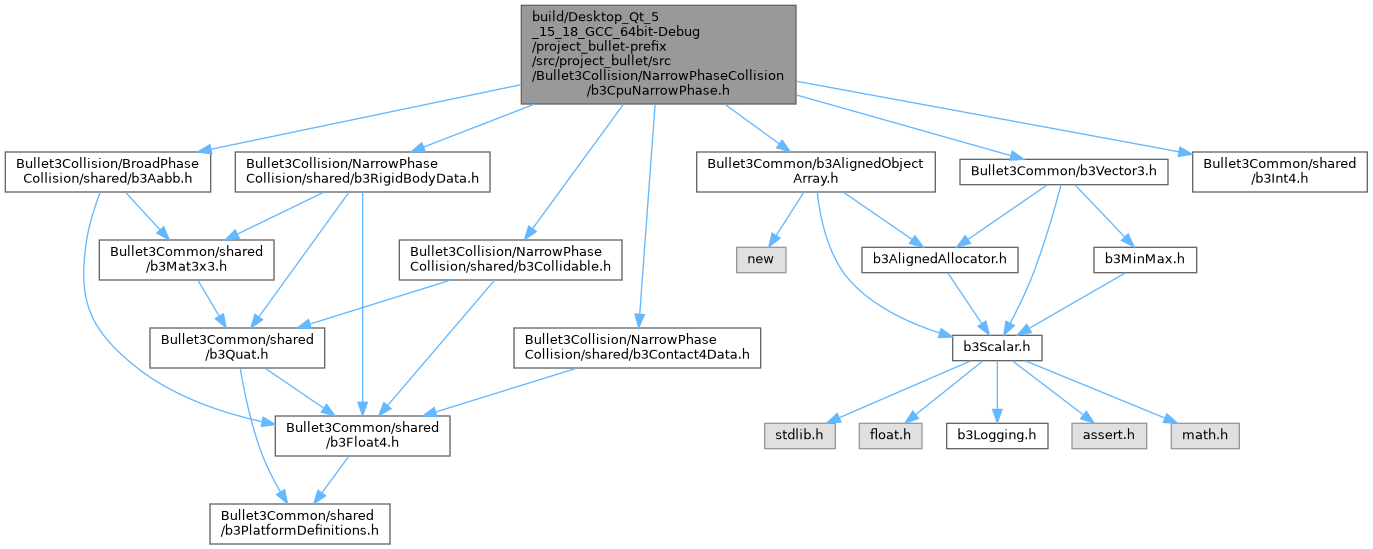 build/Desktop_Qt_5
_15_18_GCC_64bit-Debug
/project_bullet-prefix
/src/project_bullet/src
/Bullet3Collision/NarrowPhaseCollision
/b3CpuNarrowPhase.h
Bullet3Collision/BroadPhase
Collision/shared/b3Aabb.h
Bullet3Collision/NarrowPhase
Collision/shared/b3RigidBodyData.h
Bullet3Common/b3AlignedObject
Array.h
Bullet3Common/b3Vector3.h
Bullet3Common/shared
/b3Int4.h
Bullet3Common/shared
/b3Mat3x3.h
Bullet3Collision/NarrowPhase
Collision/shared/b3Collidable.h
new
b3AlignedAllocator.h
b3MinMax.h
Bullet3Common/shared
/b3Quat.h
Bullet3Collision/NarrowPhase
Collision/shared/b3Contact4Data.h
b3Scalar.h
Bullet3Common/shared
/b3Float4.h
stdlib.h
float.h
b3Logging.h
assert.h
math.h
Bullet3Common/shared
/b3PlatformDefinitions.h